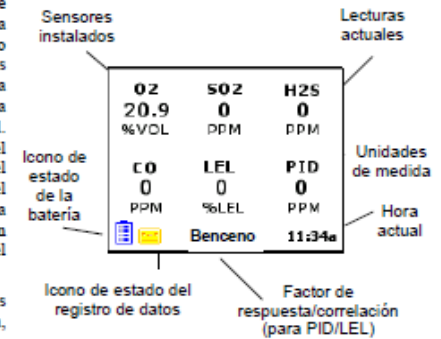 Sensores
instalados
Lecturas
actuales
O2 SO2 H2S
20.9 0 0
%VOL PPM PPM
CO LEL PID
0 0 0
PPM %LEL PPM
Benceno 11:34a
Icono de
estado
de la
batería
Unidades
de medida
Hora
actual
Icono de estado del
registro de datos
Factor de
respuesta/correlación
(para PID/LEL)